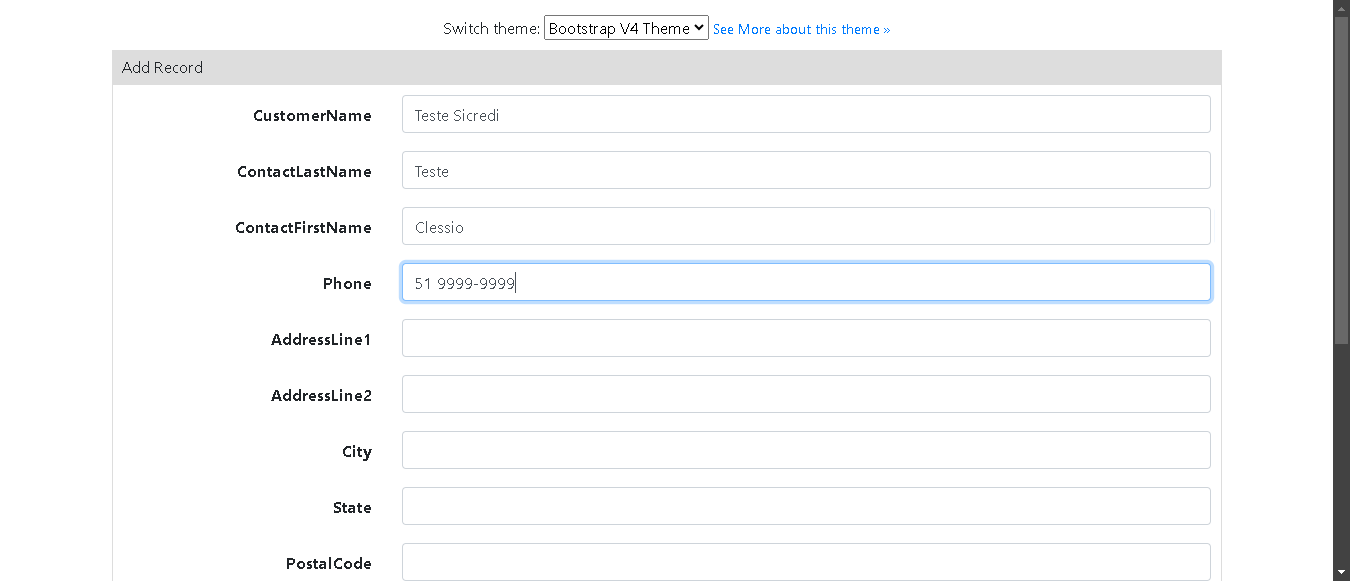 Switch theme: Bootstrap V4 Theme See More about this theme »
Add Record
CustomerName Teste Sicredi
ContactLastName Teste
ContactFirstName Clessio
Phone 51 9999-9999
AddressLine1
AddressLine2
City
State
PostalCode